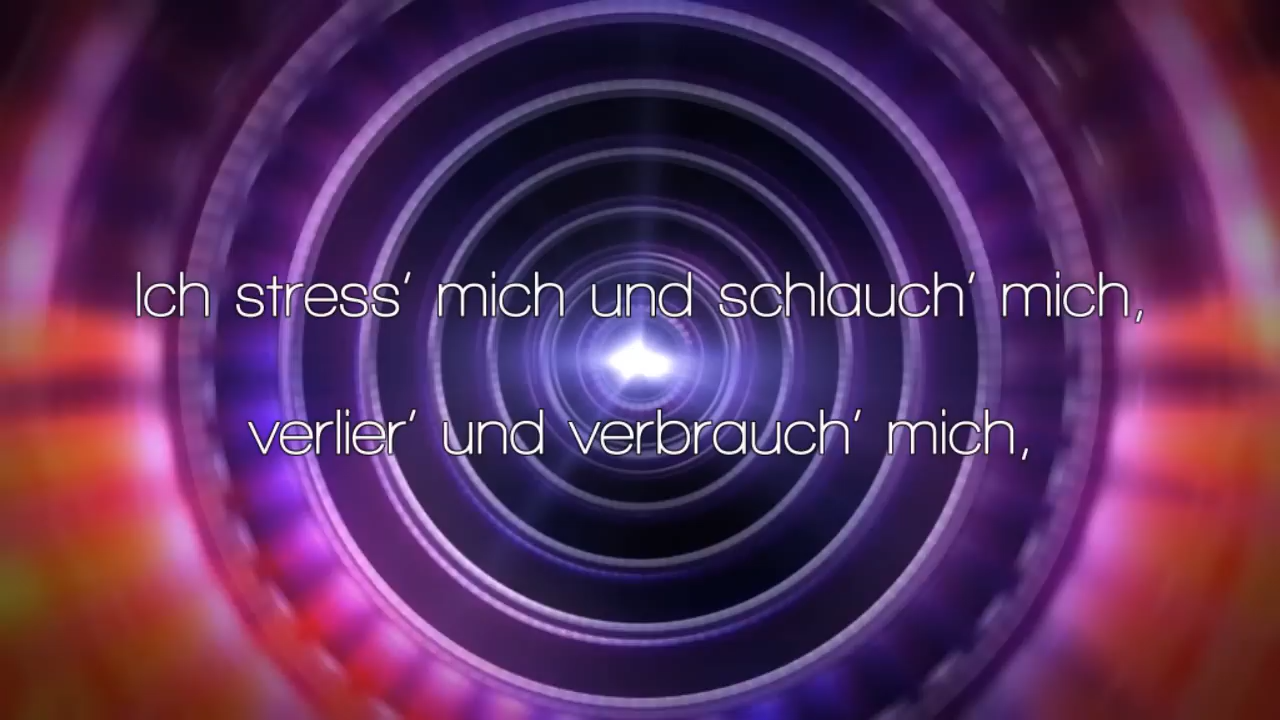 Ich stress’ mich und schlauch’ mich,
verlier’ und verbrauch’ mich,